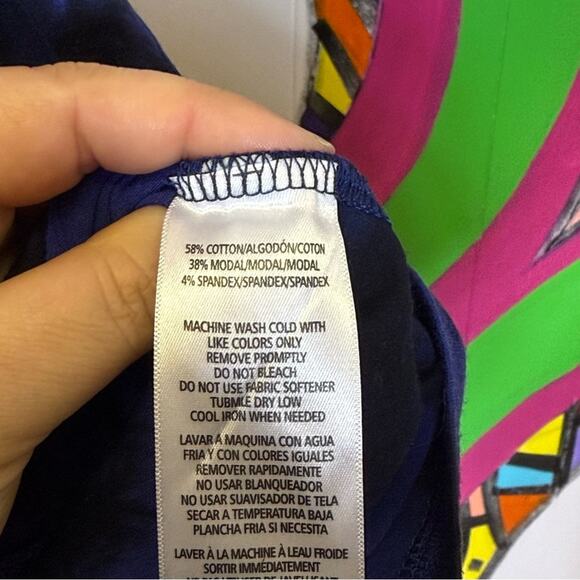 58% COTTON/ALGODÓN/COTON
38% MODAL/MODAL/MODAL
4% SPANDEX/SPANDEX/SPANDEX
MACHINE WASH COLD WITH
LIKE COLORS ONLY
REMOVE PROMPTLY
DO NOT BLEACH
DO NOT USE FABRIC SOFTENER
TUBMLE DRY LOW
COOL IRON WHEN NEEDED
LAVAR A MAQUINA CON AGUA
FRIA Y CON COLORES IGUALES
REMOVER RAPIDAMENTE
NO USAR BLANQUEADOR
NO USAR SUAVISADOR DE TELA
SECAR A TEMPERATURA BAJA
PLANCHA FRIA SI NECESITA
LAVER À LA MACHINE À LEAU FROIDE
SORTIR IMMÉDIATEMENT